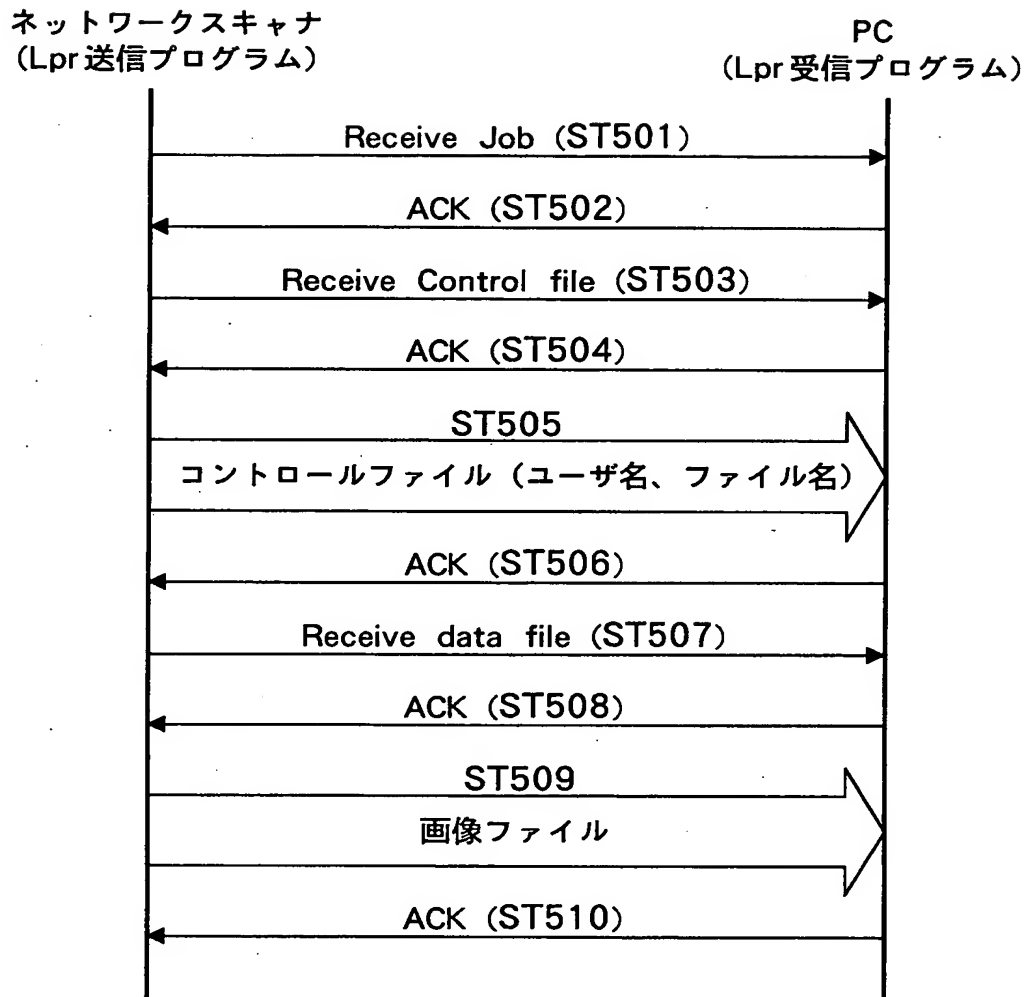 ネットワークスキャナ
(Lpr送信プログラム)
PC
(Lpr受信プログラム)
Receive Job (ST501)
ACK (ST502)
Receive Control file (ST503)
ACK (ST504)
ST505
コントロールファイル(ユーザ名、ファイル名)
ACK (ST506)
Receive data file (ST507)
ACK (ST508)
ST509
画像ファイル
ACK (ST510)